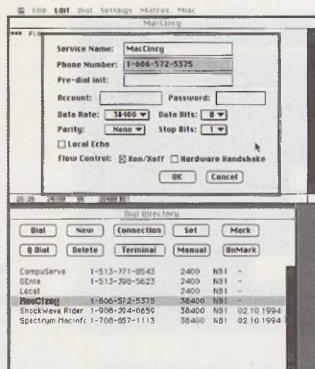 File Edit Dial Settings Macros Misc
MacCincy
Service Name: MacCincy
Phone Number: 1-606-572-5375
Pre-dial init:
Account: Password:
Data Rate: 38400 Data Bits: 8
Parity: None Stop Bits: 1
Local Echo
Flow Control: Xon/Xoff Hardware Handshake
OK Cancel
Dial Directory
Dial New Connection Set Mark
Q Dial Delete Terminal Manual UnMark
CompuServe 1-513-771-8543 2400 N81 -
GEnie 1-513-398-5623 2400 N81 -
Local 2400 N81 -
MacCincy 1-606-572-5375 38400 N81 -
ShockWave Rider 1-908-294-0659 38400 N81 02.10.1994
Spectrum MacInfo 1-708-657-1113 38400 N81 02.10.1994